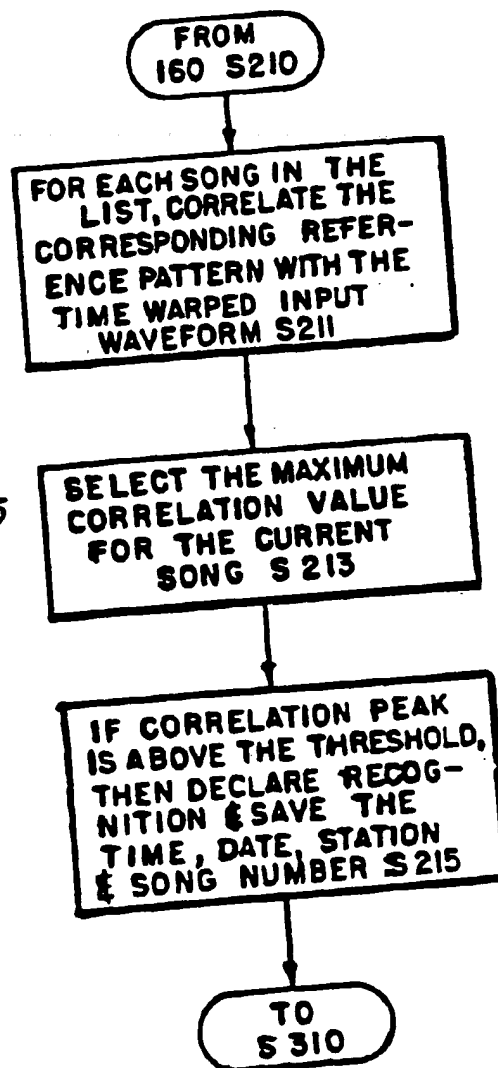 FROM
160 S210
FOR EACH SONG IN THE
LIST, CORRELATE THE
CORRESPONDING REFER-
ENCE PATTERN WITH THE
TIME WARPED INPUT
WAVEFORM S211
5
SELECT THE MAXIMUM
CORRELATION VALUE
FOR THE CURRENT
SONG S 213
IF CORRELATION PEAK
IS ABOVE THE THRESHOLD,
THEN DECLARE RECOG-
NITION & SAVE THE
TIME, DATE, STATION
& SONG NUMBER S 215
TO
S 310